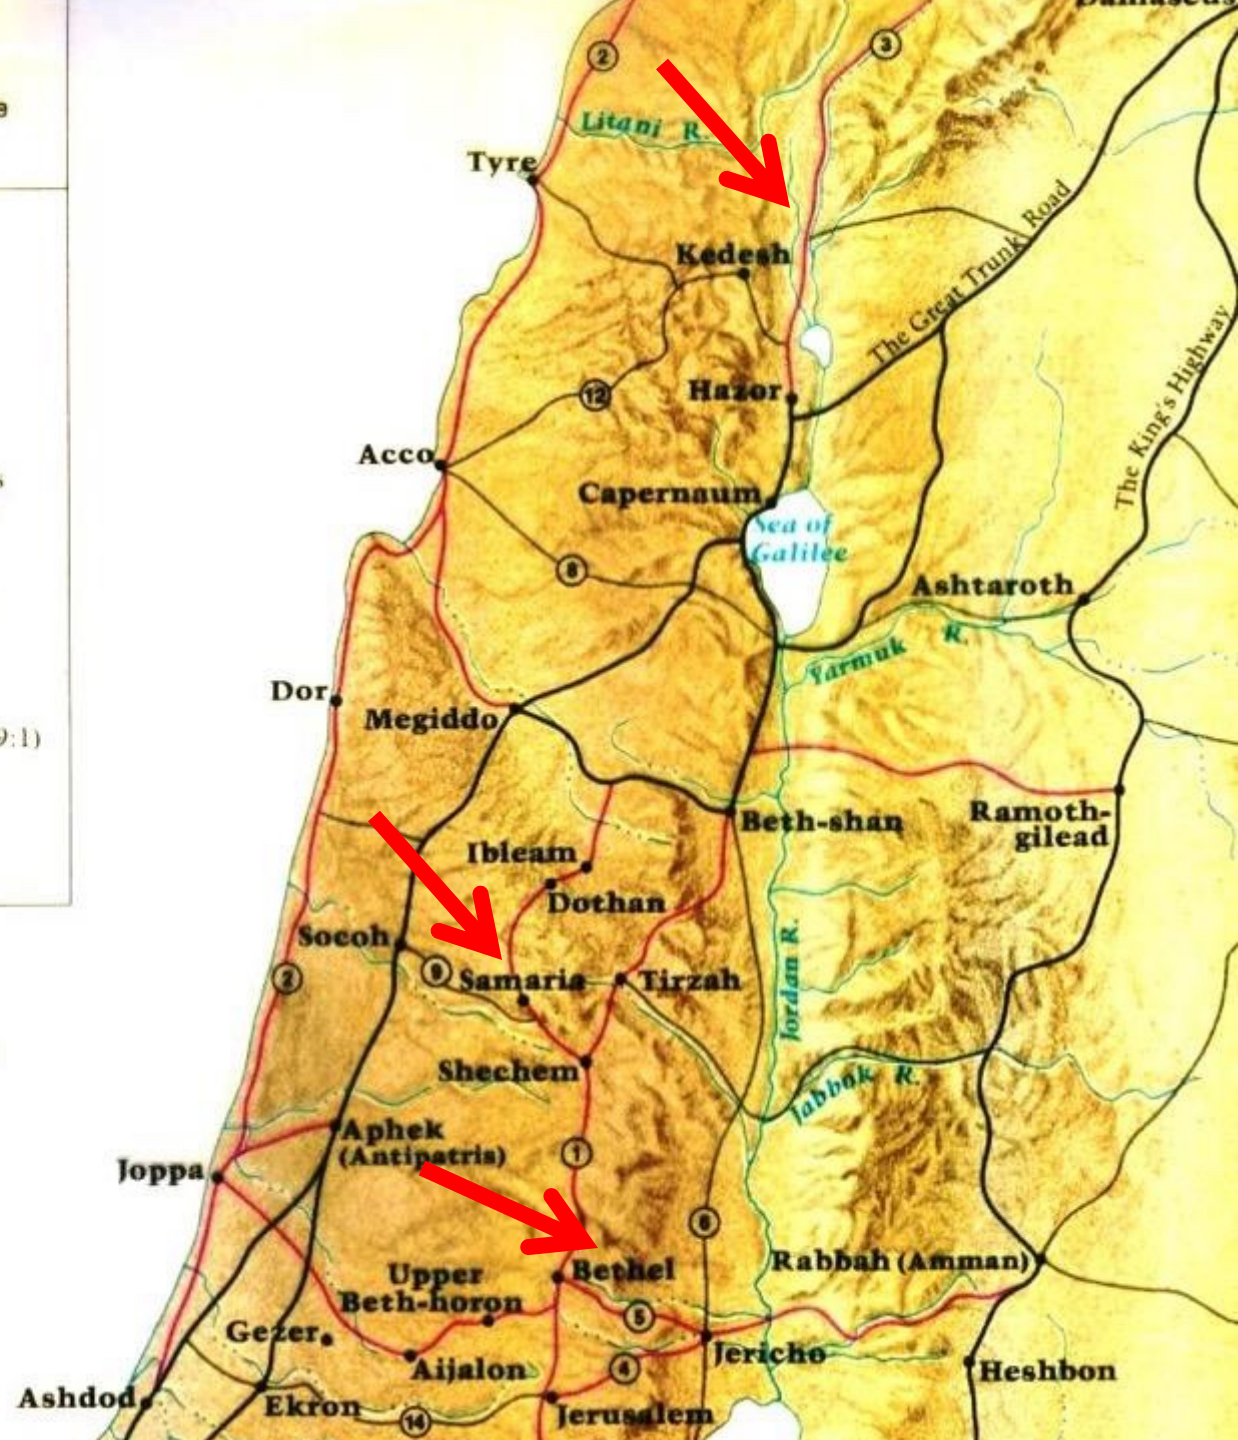 Damascus
2
3
Litani R.
Tyre
Kedesh
The Great Trunk Road
The King's Highway
Hazor
12
Acco
Capernaum
Sea of
Galilee
8
Ashtaroth
Yarmuk R.
Dor
Megiddo
9:1)
Beth-shan
Ramoth-
gilead
Ibleam
Dothan
Socoh
9
Samaria
Tirzah
2
Jordan R.
Shechem
Jabbok R.
Aphek
(Antipatris)
Joppa
1
6
Rabbah (Amman)
Bethel
Upper
Beth-horon
5
Gezer
Jericho
Aijalon
4
Heshbon
Ashdod
Ekron
14
Jerusalem